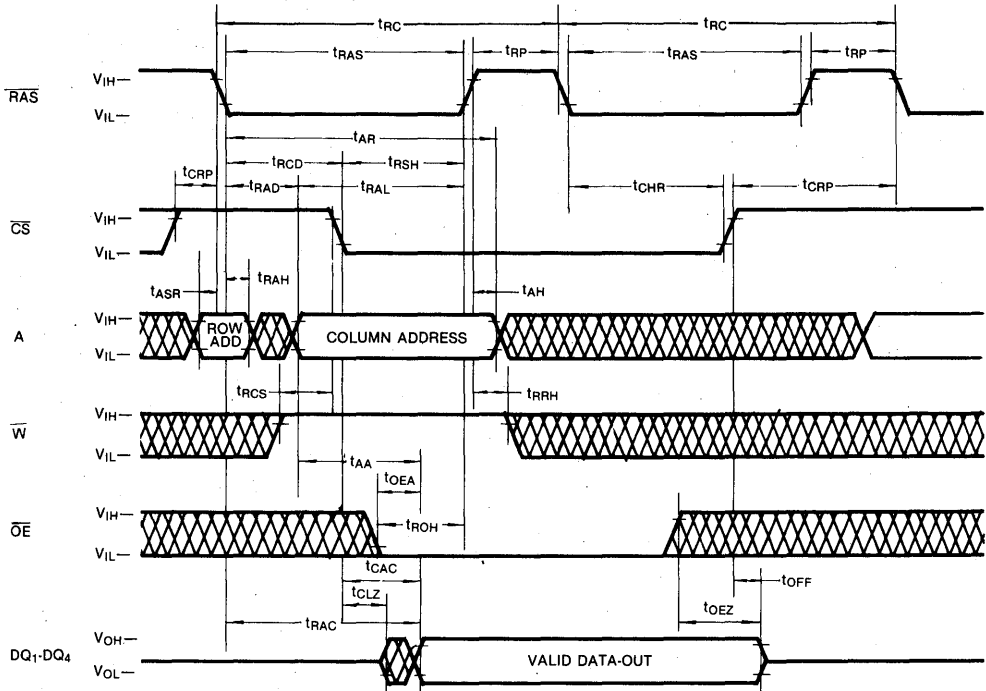 tRC tRC
tRAS tRP tRAS tRP
RAS VIH VIL
tAR
tRCD tRSH
tCRP tRAD tRAL tCHR tCRP
CS VIH VIL
tASR tRAH tAH
A VIH VIL ROW ADD COLUMN ADDRESS
tRCS tRRH
W VIH VIL
tAA
tOEA
OE VIH VIL tROH
tCAC
tCLZ tOFF
tRAC tOEZ
DQ1-DQ4 VOH VOL VALID DATA-OUT